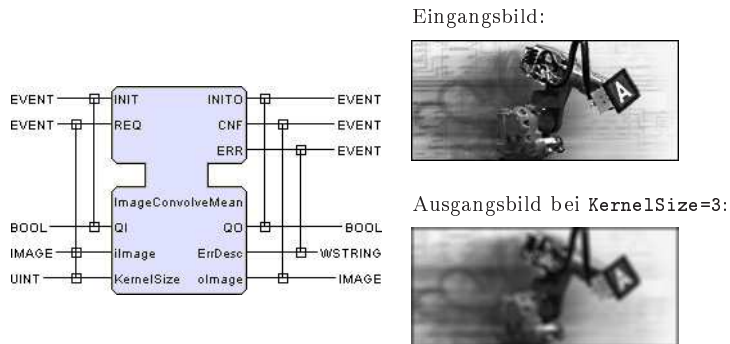 Eingangsbild:
EVENT INIT INITO EVENT
EVENT REQ CNF EVENT
ERR EVENT
A
ImageConvolveMean
BOOL QI QO BOOL
IMAGE iImage ErrDesc WSTRING
UINT KernelSize oImage IMAGE
Ausgangsbild bei KernelSize=3:
A